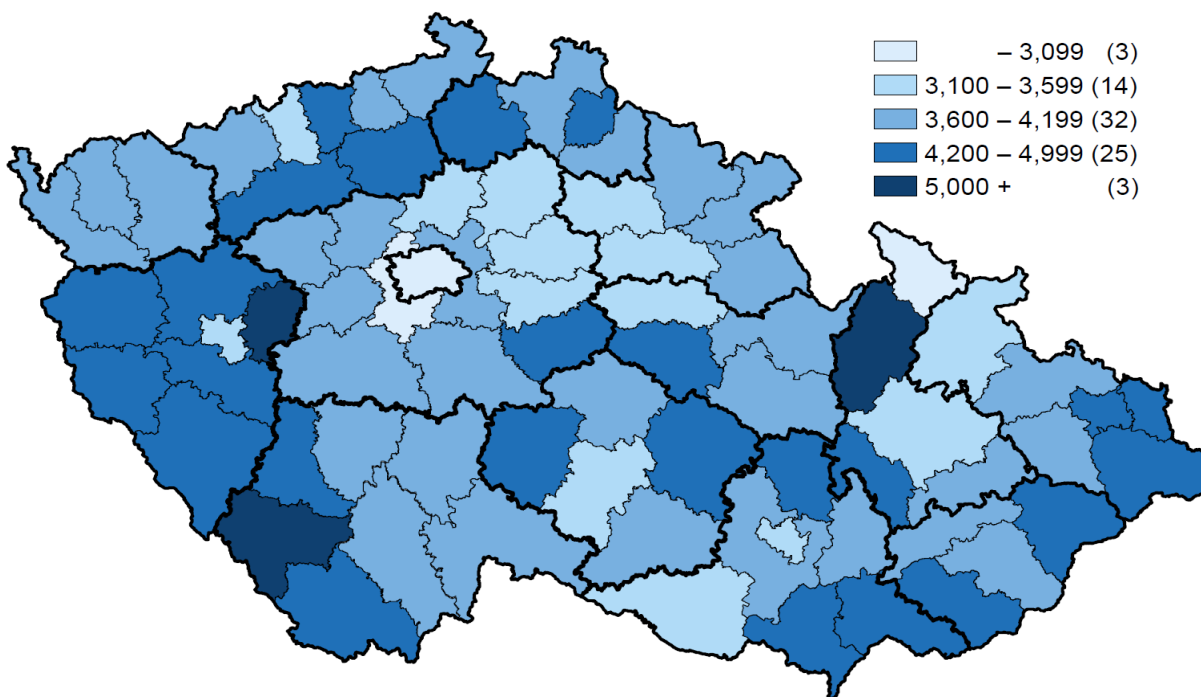 – 3,099 (3)
3,100 – 3,599 (14)
3,600 – 4,199 (32)
4,200 – 4,999 (25)
5,000 + (3)